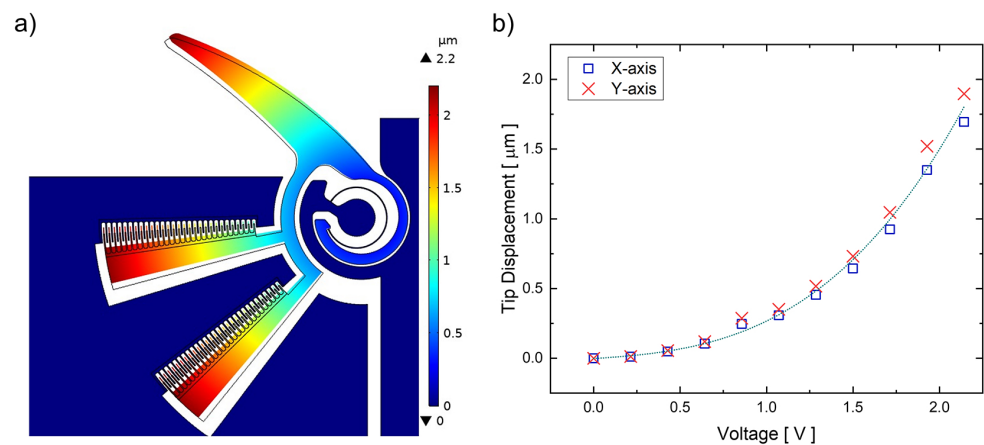 a)
µm
▲ 2.2
2
1.5
1
0.5
0
▼ 0
b)
X-axis
Y-axis
Tip Displacement [ µm ]
2.0
1.5
1.0
0.5
0.0
0.0 0.5 1.0 1.5 2.0
Voltage [ V ]